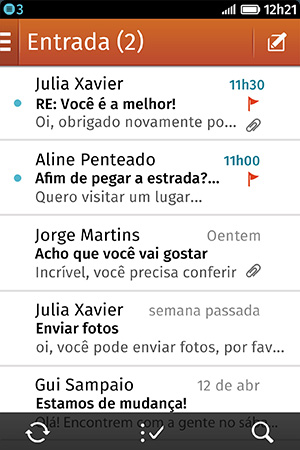 3 12h21
Entrada (2)
Julia Xavier 11h30
RE: Você é a melhor!
Oi, obrigado novamente po...
Aline Penteado 11h00
Afim de pegar a estrada?...
Quero visitar um lugar...
Jorge Martins Oentem
Acho que você vai gostar
Incrível, você precisa conferir
Julia Xavier semana passada
Enviar fotos
oi, você pode enviar fotos, por fav...
Gui Sampaio 12 de abr
Estamos de mudança!
Olá! Encontrem com a gente no sába...